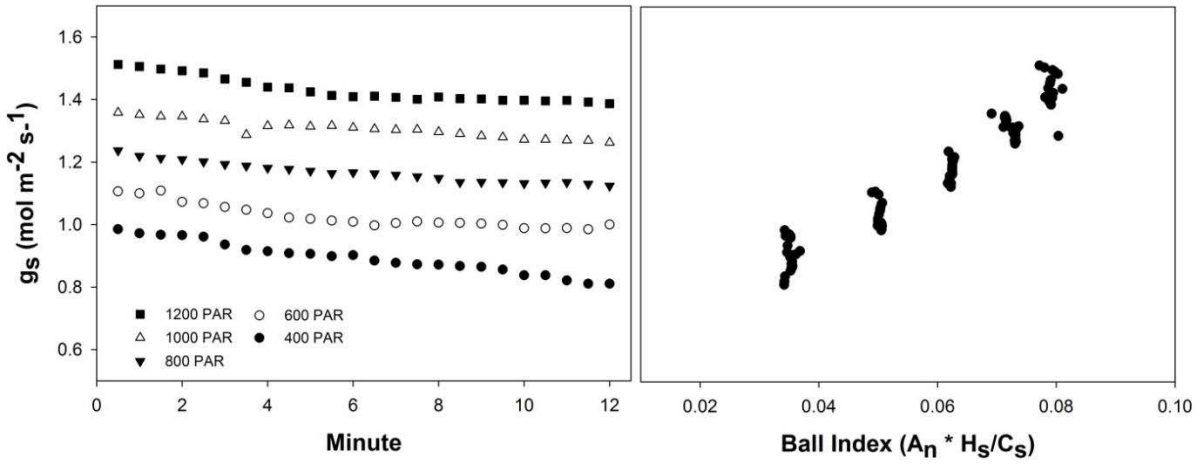 1.6
1.4
1.2
1.0
0.8
0.6
gs (mol m-2 s-1)
1200 PAR
1000 PAR
800 PAR
600 PAR
400 PAR
0 2 4 6 8 10 12
Minute
0.02 0.04 0.06 0.08 0.10
Ball Index (An * Hs/Cs)